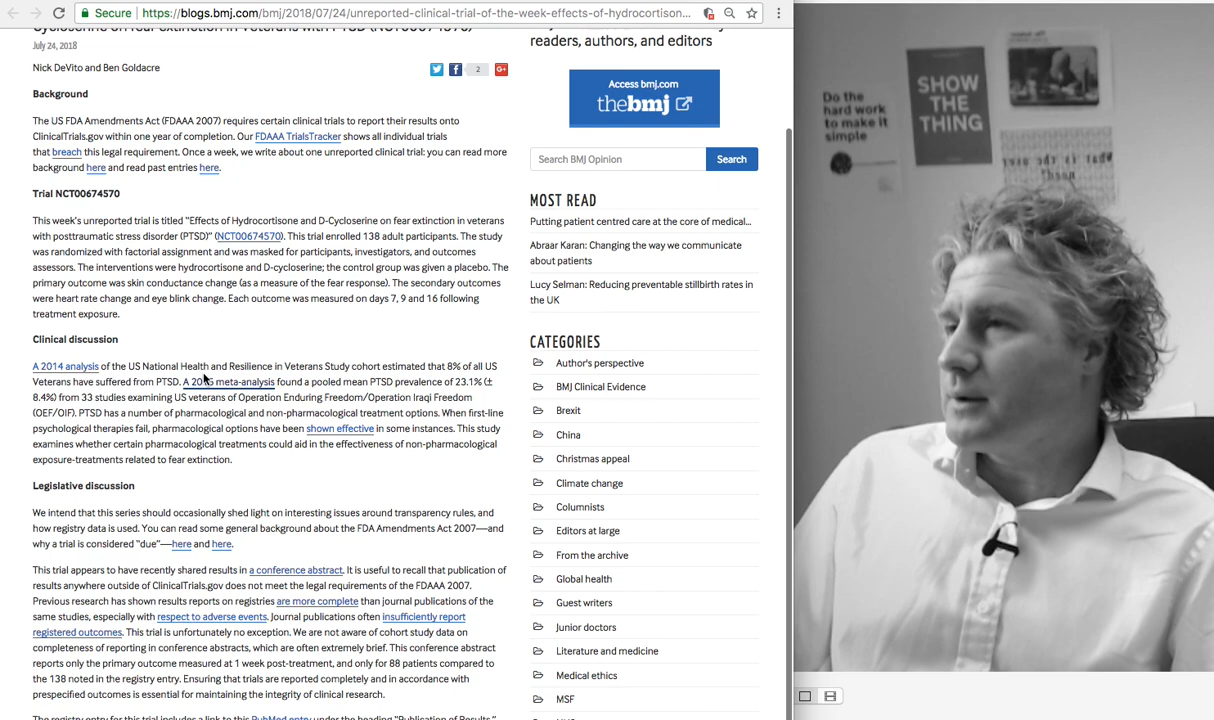 Secure https://blogs.bmj.com/bmj/2018/07/24/unreported-clinical-trial-of-the-week-effects-of-hydrocortison...
Cycloserine on fear extinction in Veterans with PTSD (NCT00674570)
July 24, 2018
Nick DeVito and Ben Goldacre
2
Background
The US FDA Amendments Act (FDAAA 2007) requires certain clinical trials to report their results onto
ClinicalTrials.gov within one year of completion. Our FDAAA TrialsTracker shows all individual trials
that breach this legal requirement. Once a week, we write about one unreported clinical trial: you can read more
background here and read past entries here.
Trial NCT00674570
This week's unreported trial is titled “Effects of Hydrocortisone and D-Cycloserine on fear extinction in veterans
with posttraumatic stress disorder (PTSD)” (NCT00674570). This trial enrolled 138 adult participants. The study
was randomized with factorial assignment and was masked for participants, investigators, and outcomes
assessors. The interventions were hydrocortisone and D-cycloserine; the control group was given a placebo. The
primary outcome was skin conductance change (as a measure of the fear response). The secondary outcomes
were heart rate change and eye blink change. Each outcome was measured on days 7, 9 and 16 following
treatment exposure.
Clinical discussion
A 2014 analysis of the US National Health and Resilience in Veterans Study cohort estimated that 8% of all US
Veterans have suffered from PTSD. A meta-analysis found a pooled mean PTSD prevalence of 23.1% (±
8.4%) from 33 studies examining US veterans of Operation Enduring Freedom/Operation Iraqi Freedom
(OEF/OIF). PTSD has a number of pharmacological and non-pharmacological treatment options. When first-line
psychological therapies fail, pharmacological options have been shown effective in some instances. This study
examines whether certain pharmacological treatments could aid in the effectiveness of non-pharmacological
exposure-treatments related to fear extinction.
Legislative discussion
We intend that this series should occasionally shed light on interesting issues around transparency rules, and
how registry data is used. You can read some general background about the FDA Amendments Act 2007—and
why a trial is considered “due”—here and here.
This trial appears to have recently shared results in a conference abstract. It is useful to recall that publication of
results anywhere outside of ClinicalTrials.gov does not meet the legal requirements of the FDAAA 2007.
Previous research has shown results reports on registries are more complete than journal publications of the
same studies, especially with respect to adverse events. Journal publications often insufficiently report
registered outcomes. This trial is unfortunately no exception. We are not aware of cohort study data on
completeness of reporting in conference abstracts, which are often extremely brief. This conference abstract
reports only the primary outcome measured at 1 week post-treatment, and only for 88 patients compared to
the 138 noted in the registry entry. Ensuring that trials are reported completely and in accordance with
prespecified outcomes is essential for maintaining the integrity of clinical research.
The registry entry for this trial includes a link to this PubMed entry under the heading “Publication of Results.”
readers, authors, and editors
Access bmj.com
thebmj
Search BMJ Opinion
Search
MOST READ
Putting patient centred care at the core of medical...
Abraar Karan: Changing the way we communicate
about patients
Lucy Selman: Reducing preventable stillbirth rates in
the UK
CATEGORIES
Author's perspective
BMJ Clinical Evidence
Brexit
China
Christmas appeal
Climate change
Columnists
Editors at large
From the archive
Global health
Guest writers
Junior doctors
Literature and medicine
Medical ethics
MSF
Do the
hard work
to make it
simple
SHOW
THE
THING